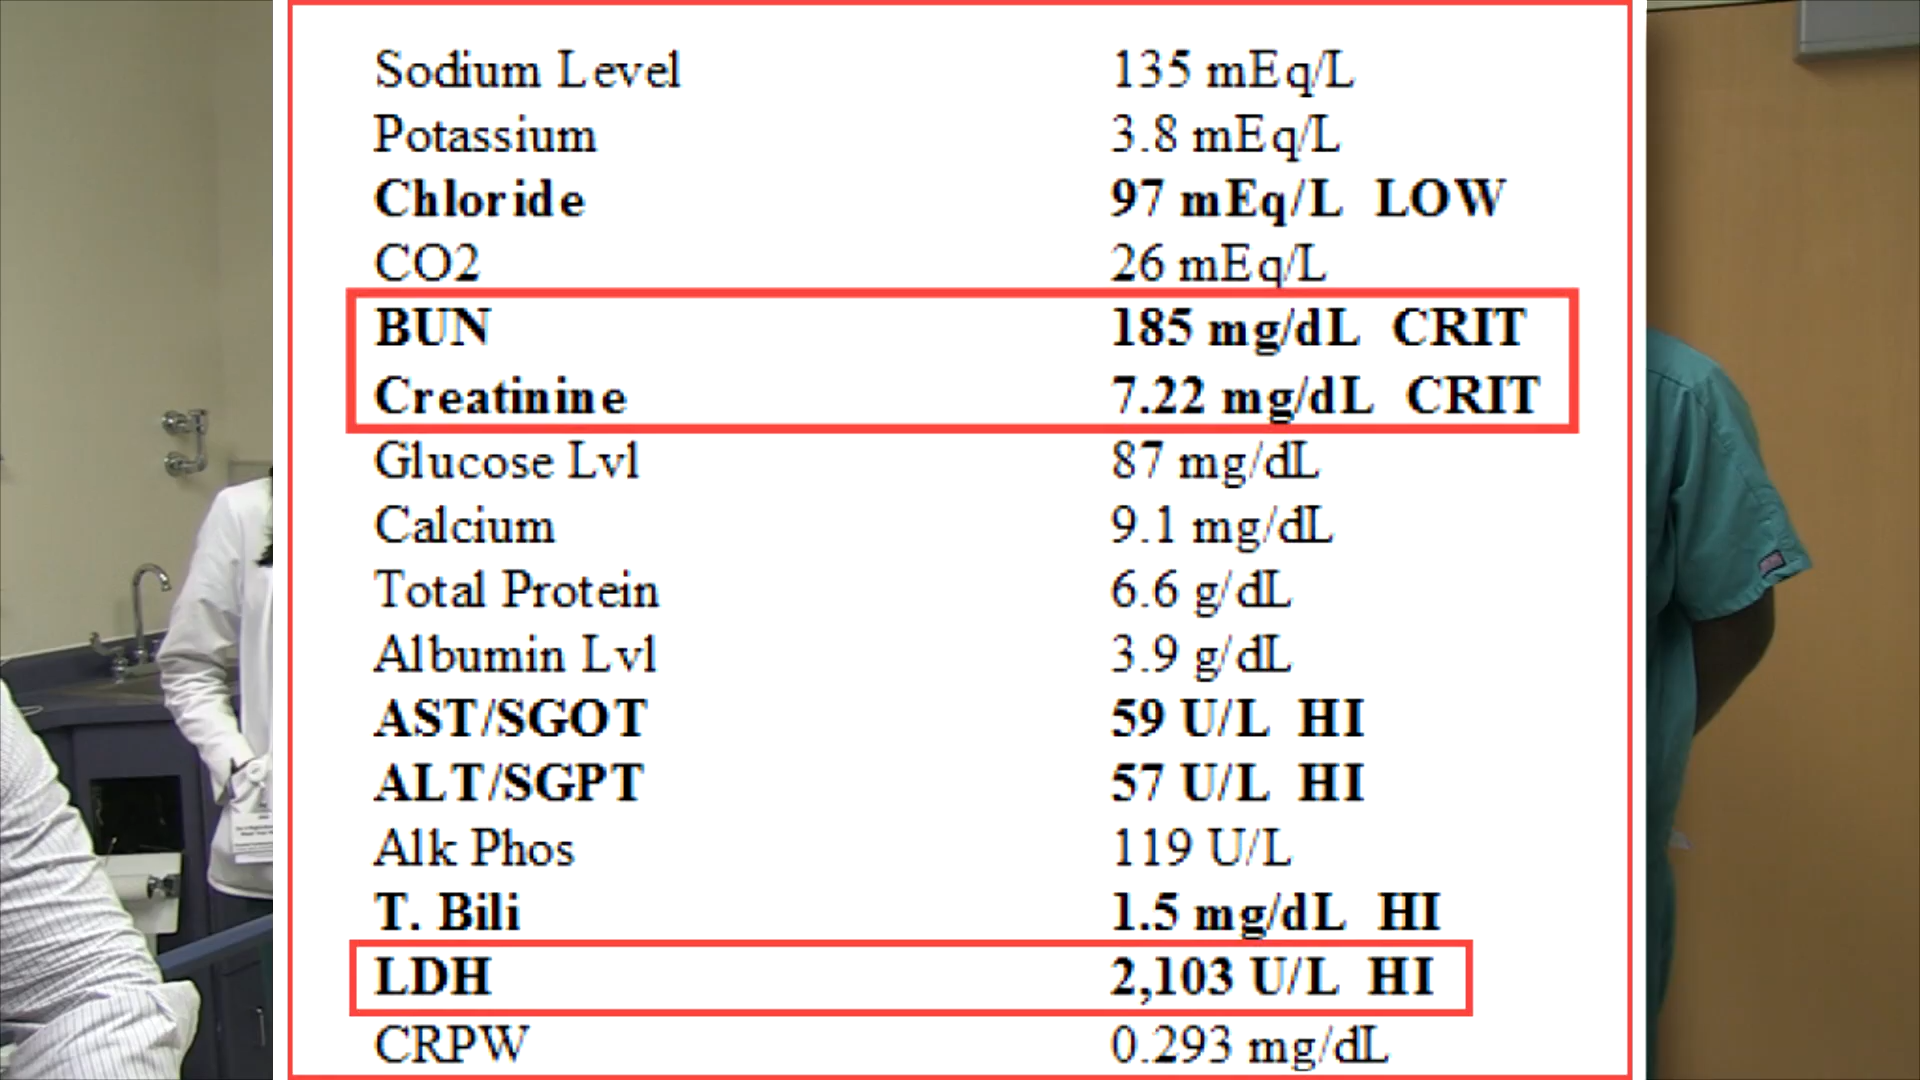 Sodium Level 135 mEq/L
Potassium 3.8 mEq/L
Chloride 97 mEq/L LOW
CO2 26 mEq/L
BUN 185 mg/dL CRIT
Creatinine 7.22 mg/dL CRIT
Glucose Lvl 87 mg/dL
Calcium 9.1 mg/dL
Total Protein 6.6 g/dL
Albumin Lvl 3.9 g/dL
AST/SGOT 59 U/L HI
ALT/SGPT 57 U/L HI
Alk Phos 119 U/L
T. Bili 1.5 mg/dL HI
LDH 2,103 U/L HI
CRPW 0.293 mg/dL